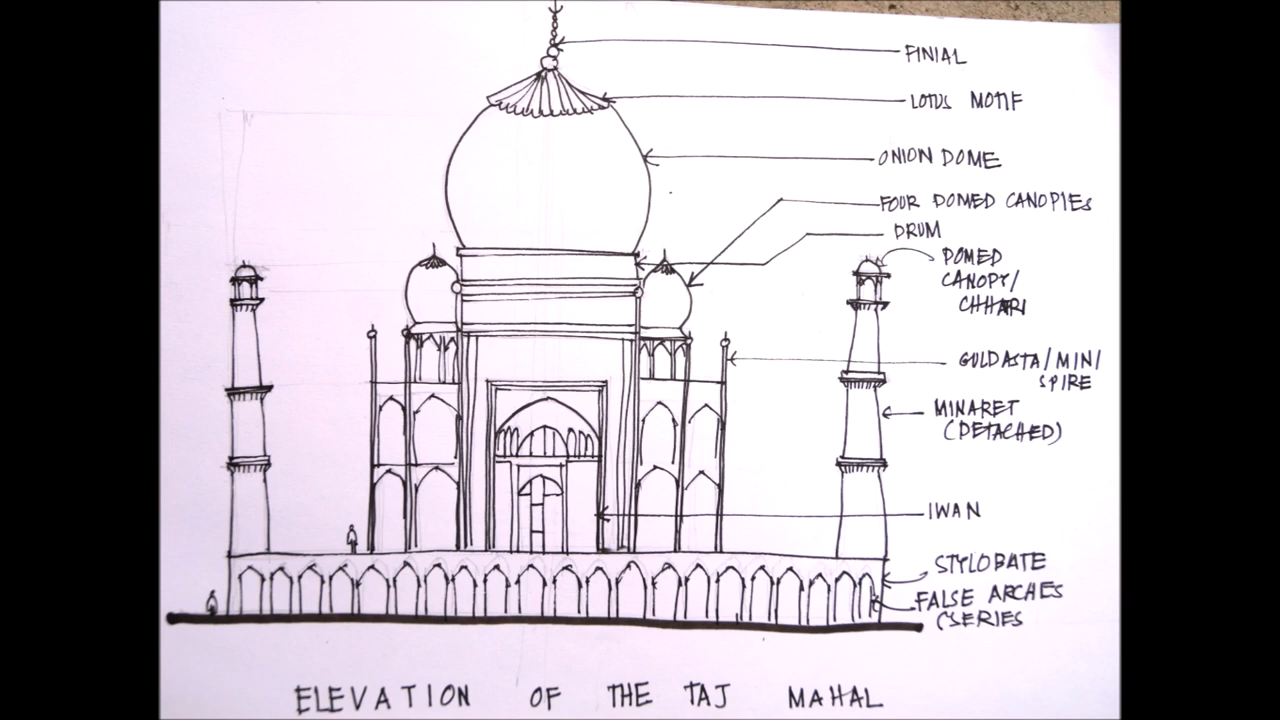 FINIAL
LOTUS MOTIF
ONION DOME
FOUR DOMED CANOPIES
DRUM
DOMED
CANOPY/
CHHARI
GULDASTA/MINI
SPIRE
MINARET
(DETACHED)
IWAN
STYLOBATE
FALSE ARCHES
(SERIES
ELEVATION OF THE TAJ MAHAL